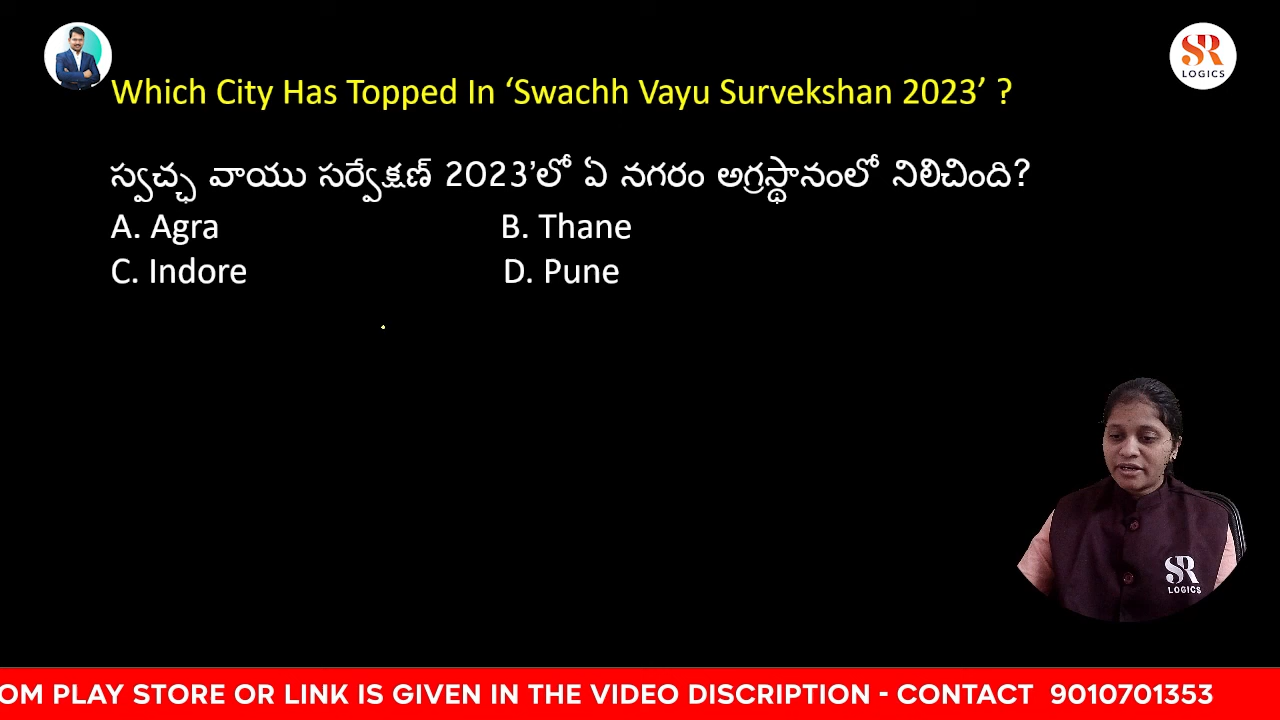 SR
LOGICS
Which City Has Topped In ‘Swachh Vayu Survekshan 2023’ ?
స్వచ్ఛ వాయు సర్వేక్షణ్ 2023’లో ఏ నగరం అగ్రస్థానంలో నిలిచింది?
A. Agra B. Thane
C. Indore D. Pune
SR
LOGICS
OM PLAY STORE OR LINK IS GIVEN IN THE VIDEO DISCRIPTION - CONTACT 9010701353